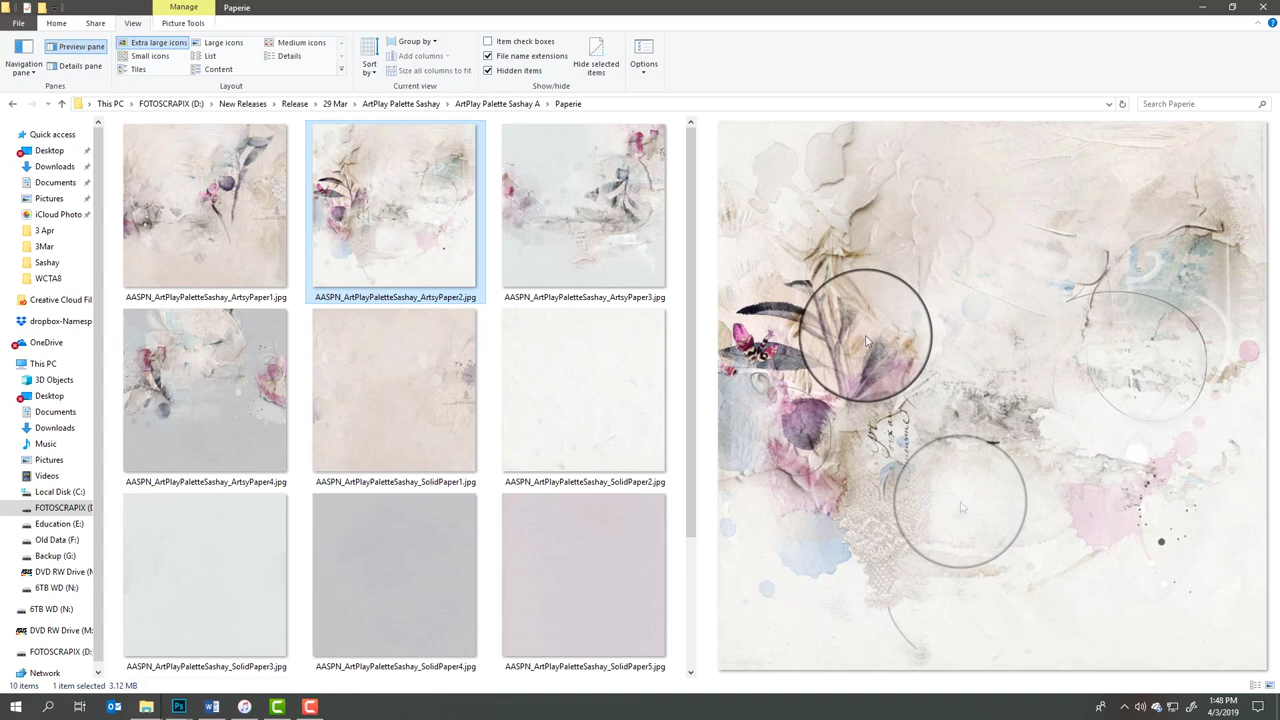 Manage
Paperie
File
Home
Share
View
Picture Tools
Navigation pane
Preview pane
Details pane
Panes
Extra large icons
Large icons
Medium icons
Small icons
List
Details
Tiles
Content
Layout
Sort by
Group by
Add columns
Size all columns to fit
Current view
Item check boxes
File name extensions
Hidden items
Hide selected items
Show/hide
Options
This PC
FOTOSCRAPIX (D:)
New Releases
Release
29 Mar
ArtPlay Palette Sashay
ArtPlay Palette Sashay A
Paperie
Search Paperie
Quick access
Desktop
Downloads
Documents
Pictures
iCloud Photo
3 Apr
3Mar
Sashay
WCTA8
Creative Cloud Fil
dropbox-Namesp
OneDrive
This PC
3D Objects
Desktop
Documents
Downloads
Music
Pictures
Videos
Local Disk (C:)
FOTOSCRAPIX (D
Education (E:)
Old Data (F:)
Backup (G:)
DVD RW Drive (M
6TB WD (N:)
6TB WD (N:)
DVD RW Drive (M:
FOTOSCRAPIX (D:
Network
AASPN_ArtPlayPaletteSashay_ArtsyPaper1.jpg
AASPN_ArtPlayPaletteSashay_ArtsyPaper2.jpg
AASPN_ArtPlayPaletteSashay_ArtsyPaper3.jpg
AASPN_ArtPlayPaletteSashay_ArtsyPaper4.jpg
AASPN_ArtPlayPaletteSashay_SolidPaper1.jpg
AASPN_ArtPlayPaletteSashay_SolidPaper2.jpg
AASPN_ArtPlayPaletteSashay_SolidPaper3.jpg
AASPN_ArtPlayPaletteSashay_SolidPaper4.jpg
AASPN_ArtPlayPaletteSashay_SolidPaper5.jpg
10 items
1 item selected 3.12 MB
1:48 PM
4/3/2019